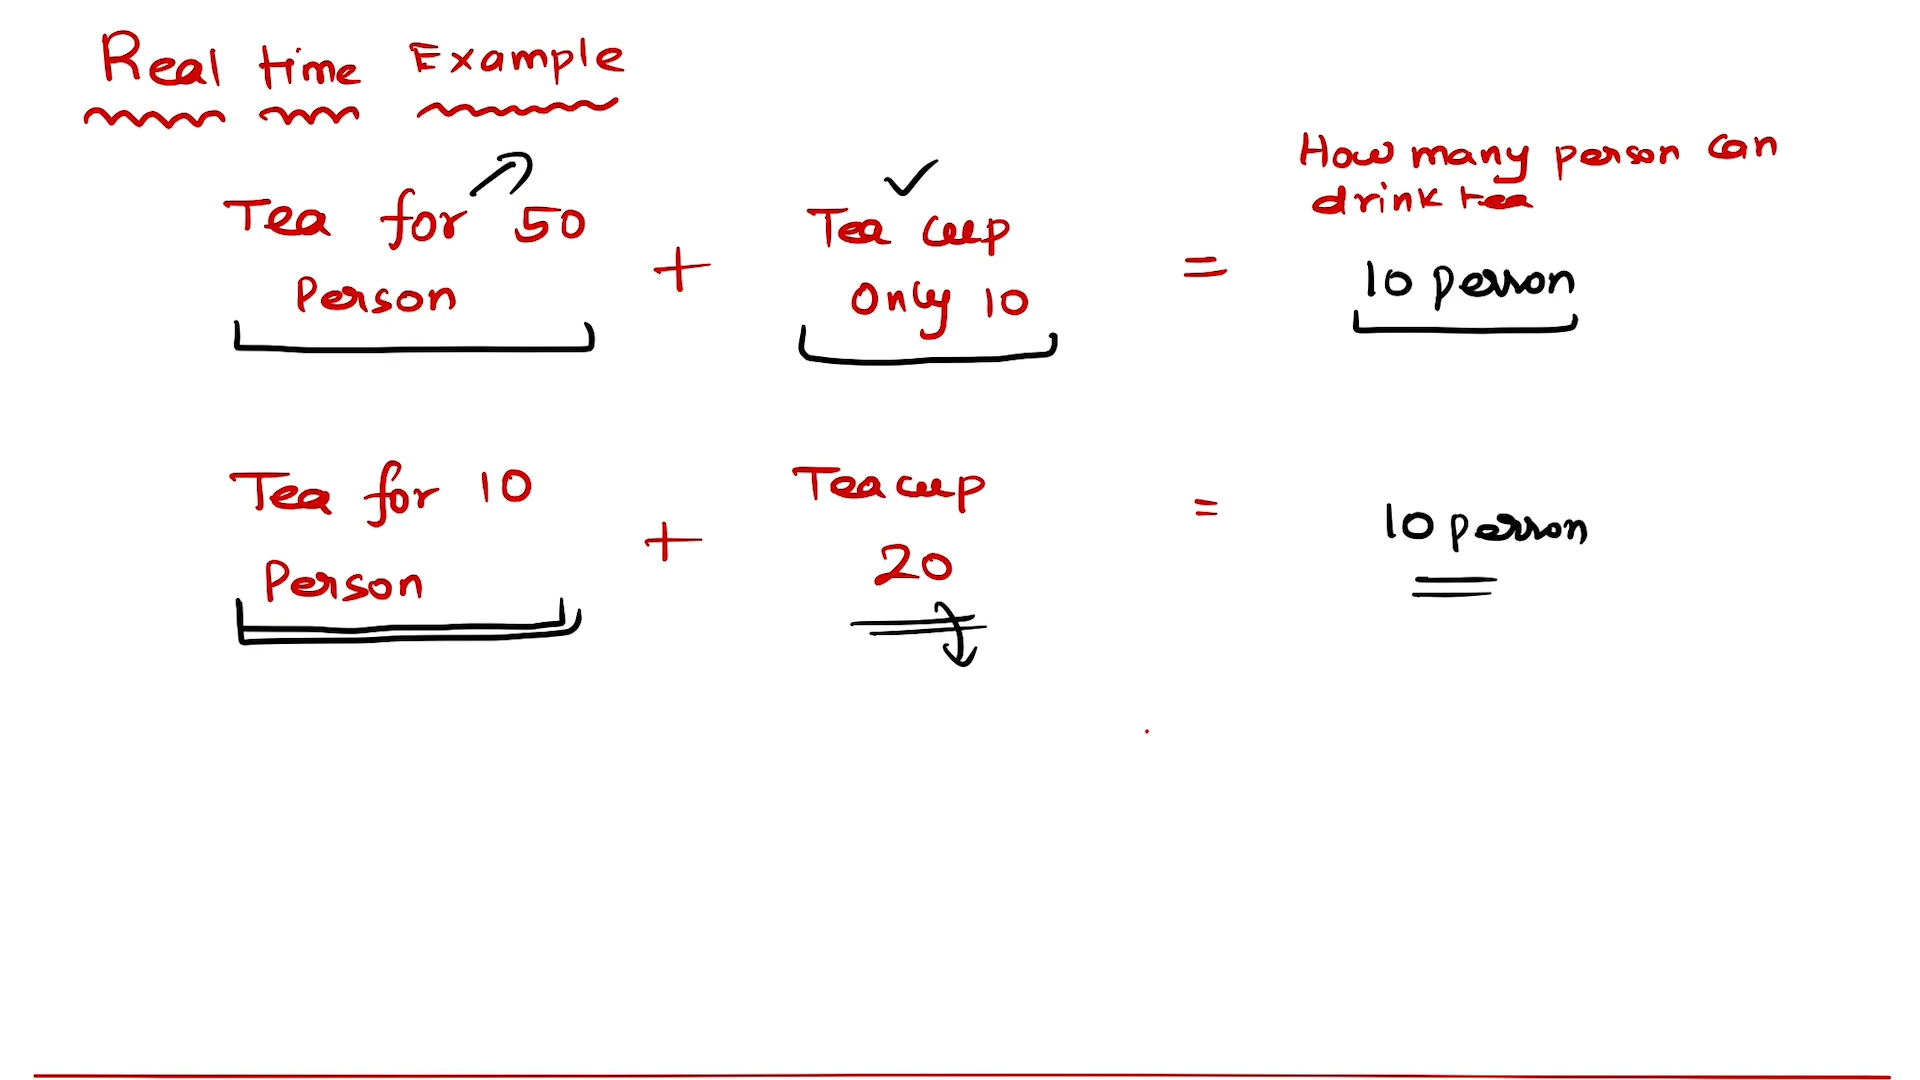 Real time Example
How many person can
drink tea
Tea for 50
Person
+
Tea cup
Only 10
=
10 person
Tea for 10
Person
+
Tea cup
20
=
10 person